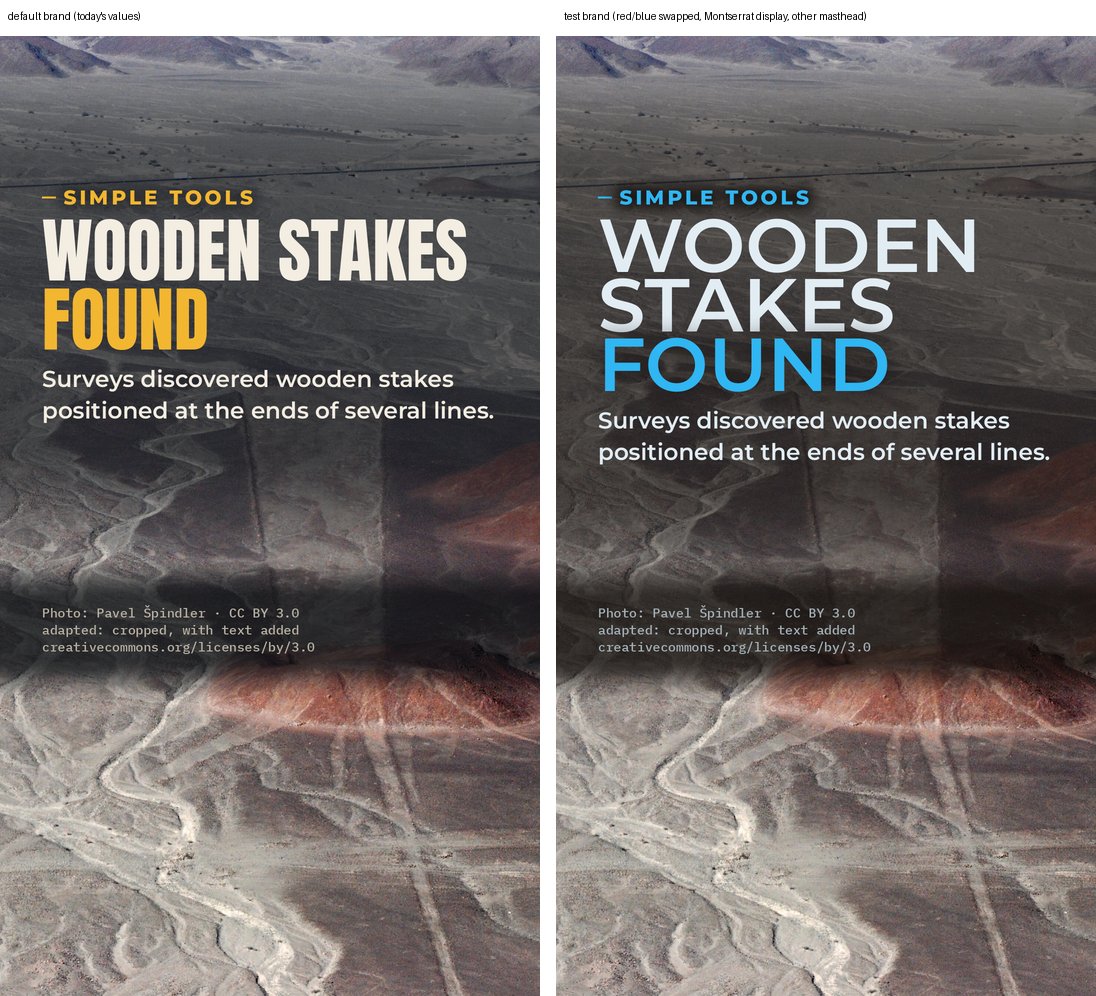 default brand (today's values)
— SIMPLE TOOLS
WOODEN STAKES
FOUND
Surveys discovered wooden stakes
positioned at the ends of several lines.
Photo: Pavel Špindler · CC BY 3.0
adapted: cropped, with text added
creativecommons.org/licenses/by/3.0
test brand (red/blue swapped, Montserrat display, other masthead)
— SIMPLE TOOLS
WOODEN
STAKES
FOUND
Surveys discovered wooden stakes
positioned at the ends of several lines.
Photo: Pavel Špindler · CC BY 3.0
adapted: cropped, with text added
creativecommons.org/licenses/by/3.0